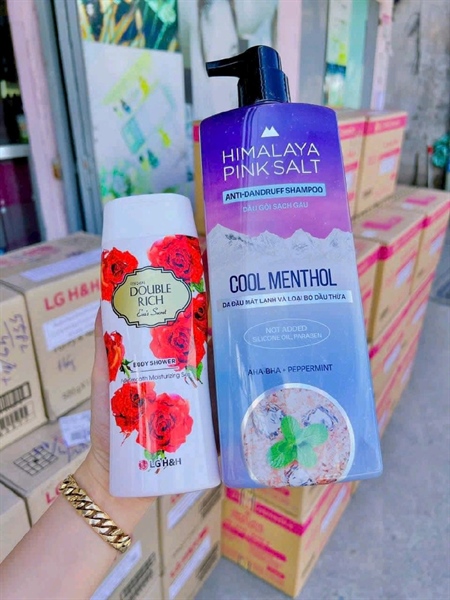 HIMALAYA
PINK SALT
ANTI-DANDRUFF SHAMPOO
DẦU GỘI SẠCH GÀU
COOL MENTHOL
DA ĐẦU MÁT LẠNH VÀ LOẠI BỎ DẦU THỪA
NOT ADDED
SILICONE OIL, PARABEN
AHA·BHA + PEPPERMINT
DOUBLE
RICH
BODY SHOWER
LG H&H
LG H&H